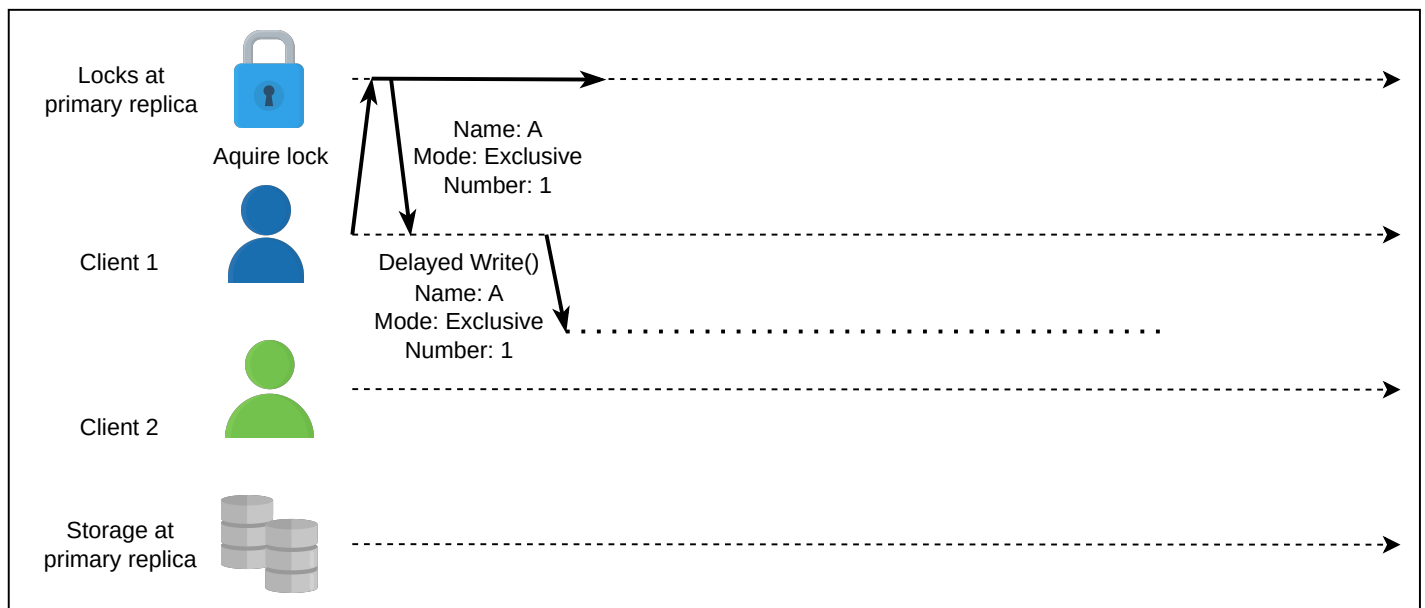 Locks at
primary replica
Aquire lock
Name: A
Mode: Exclusive
Number: 1
Client 1
Delayed Write()
Name: A
Mode: Exclusive
Number: 1
Client 2
Storage at
primary replica